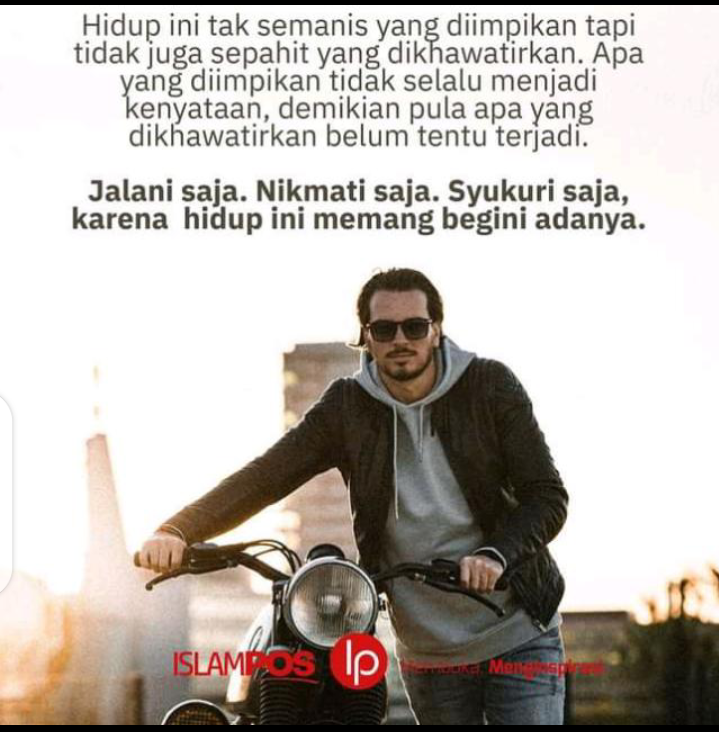 Hidup ini tak semanis yang diimpikan tapi
tidak juga sepahit yang dikhawatirkan. Apa
yang diimpikan tidak selalu menjadi
kenyataan, demikian pula apa yang
dikhawatirkan belum tentu terjadi.
Jalani saja. Nikmati saja. Syukuri saja,
karena hidup ini memang begini adanya.
ISLAMPOS Ip Membuka. Menginspirasi